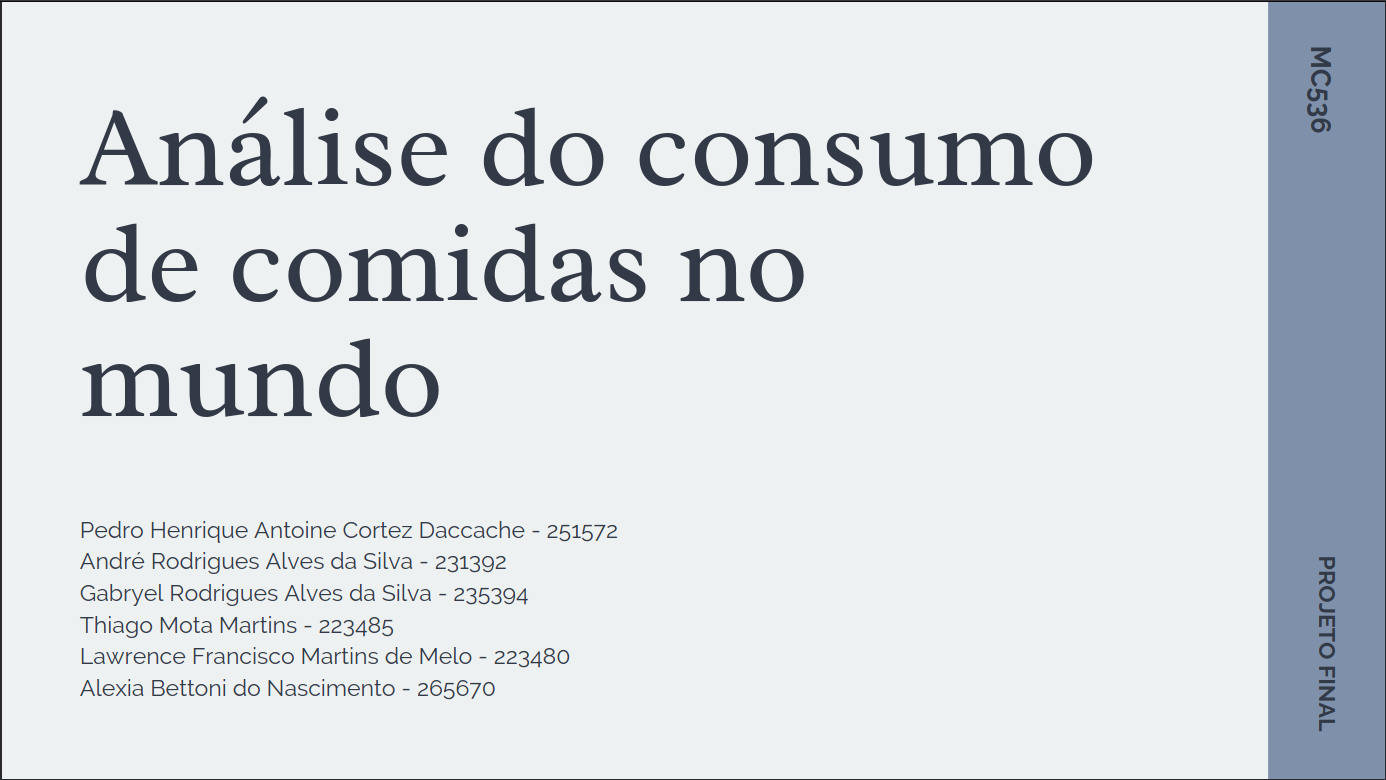 Análise do consumo
de comidas no
mundo
Pedro Henrique Antoine Cortez Daccache - 251572
André Rodrigues Alves da Silva - 231392
Gabryel Rodrigues Alves da Silva - 235394
Thiago Mota Martins - 223485
Lawrence Francisco Martins de Melo - 223480
Alexia Bettoni do Nascimento - 265670
MC536
PROJETO FINAL